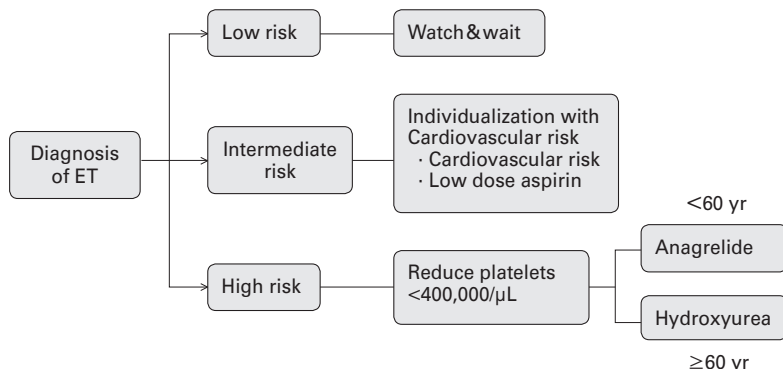 Low risk
Watch&wait
Diagnosis
of ET
Intermediate
risk
Individualization with
Cardiovascular risk
· Cardiovascular risk
· Low dose aspirin
High risk
Reduce platelets
<400,000/μL
<60 yr
Anagrelide
Hydroxyurea
≥60 yr